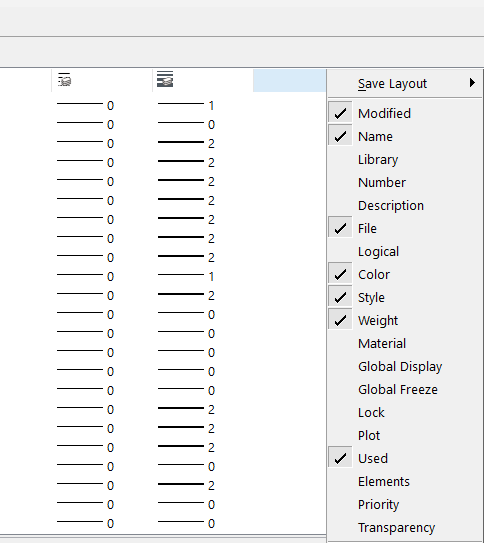 0 1
0 0
0 2
0 2
0 2
0 2
0 2
0 2
0 2
0 1
0 2
0 0
0 0
0 0
0 0
0 0
0 2
0 2
0 2
0 0
0 2
0 0
0 0
Save Layout
Modified
Name
Library
Number
Description
File
Logical
Color
Style
Weight
Material
Global Display
Global Freeze
Lock
Plot
Used
Elements
Priority
Transparency